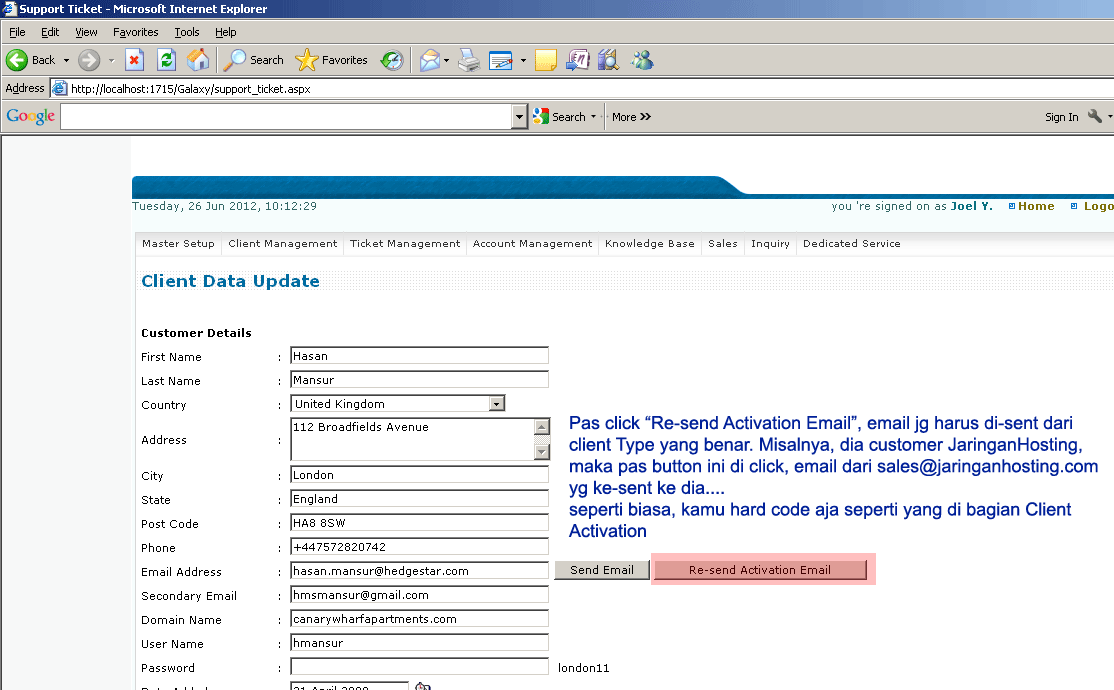 Support Ticket - Microsoft Internet Explorer
File Edit View Favorites Tools Help
Back Search Favorites
Address http://localhost:1715/Galaxy/support_ticket.aspx
Google Search More >> Sign In
Tuesday, 26 Jun 2012, 10:12:29 you 're signed on as Joel Y. Home Logo
Master Setup Client Management Ticket Management Account Management Knowledge Base Sales Inquiry Dedicated Service
Client Data Update
Customer Details
First Name : Hasan
Last Name : Mansur
Country : United Kingdom
Address : 112 Broadfields Avenue
City : London
State : England
Post Code : HA8 8SW
Phone : +447572820742
Email Address : hasan.mansur@hedgestar.com Send Email Re-send Activation Email
Secondary Email : hmsmansur@gmail.com
Domain Name : canarywharfapartments.com
User Name : hmansur
Password : london11
Pas click “Re-send Activation Email”, email jg harus di-sent dari
client Type yang benar. Misalnya, dia customer JaringanHosting,
maka pas button ini di click, email dari sales@jaringanhosting.com
yg ke-sent ke dia....
seperti biasa, kamu hard code aja seperti yang di bagian Client
Activation